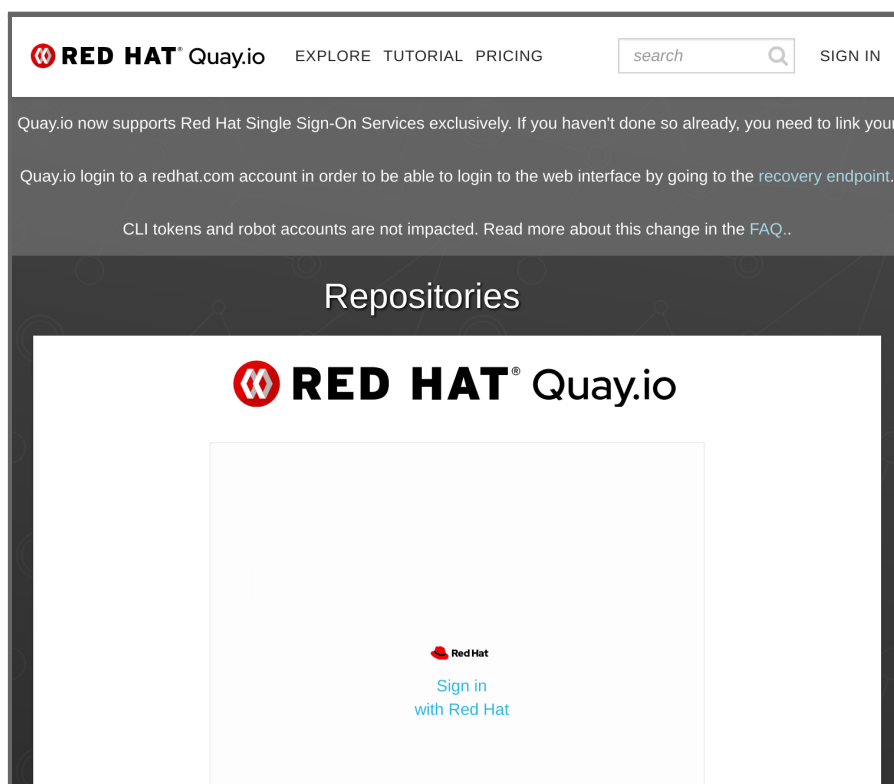 RED HAT® Quay.io EXPLORE TUTORIAL PRICING search SIGN IN
Quay.io now supports Red Hat Single Sign-On Services exclusively. If you haven't done so already, you need to link your
Quay.io login to a redhat.com account in order to be able to login to the web interface by going to the recovery endpoint.
CLI tokens and robot accounts are not impacted. Read more about this change in the FAQ..
Repositories
RED HAT® Quay.io
Red Hat
Sign in
with Red Hat